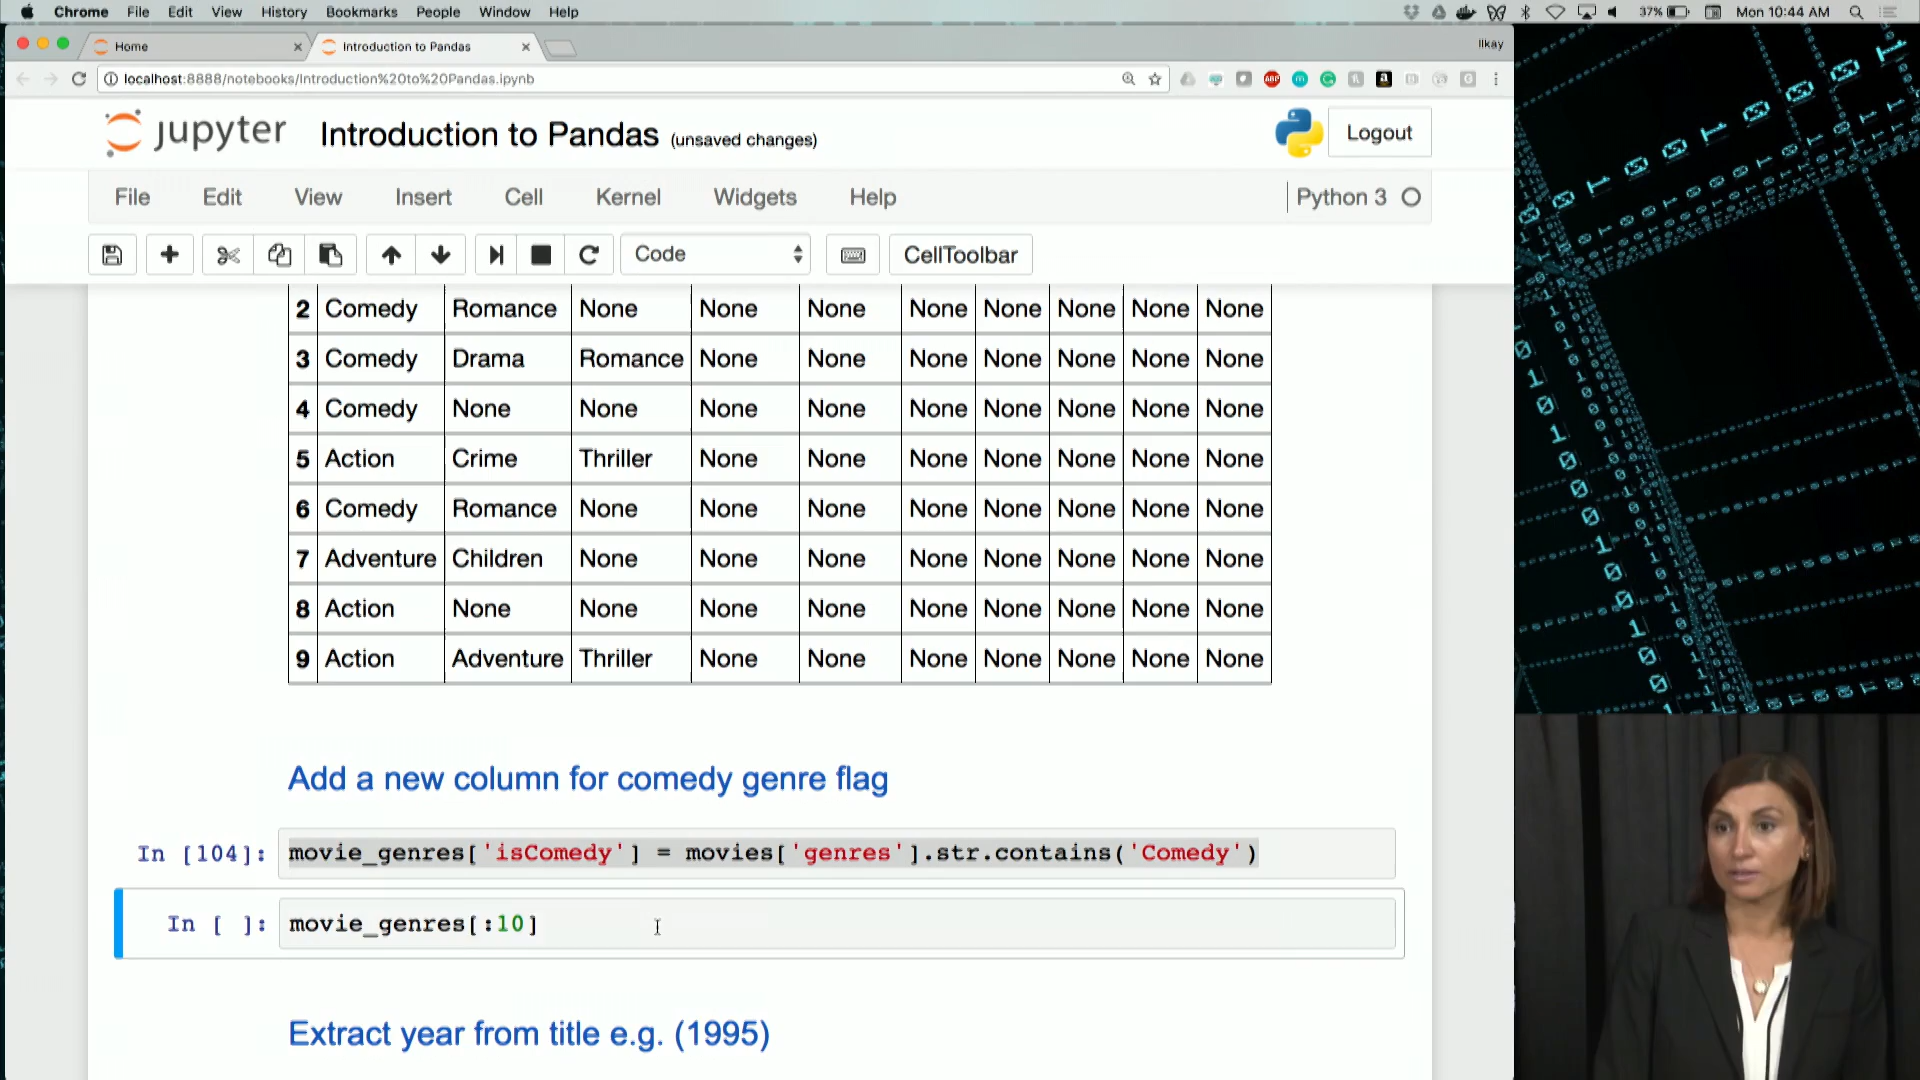 Chrome File Edit View History Bookmarks People Window Help 37% Mon 10:44 AM
Home Introduction to Pandas Ilkay
localhost:8888/notebooks/Introduction%20to%20Pandas.ipynb ABP
jupyter Introduction to Pandas (unsaved changes) Logout
File Edit View Insert Cell Kernel Widgets Help Python 3
Code CellToolbar
2 Comedy Romance None None None None None None None None
3 Comedy Drama Romance None None None None None None None
4 Comedy None None None None None None None None None
5 Action Crime Thriller None None None None None None None
6 Comedy Romance None None None None None None None None
7 Adventure Children None None None None None None None None
8 Action None None None None None None None None None
9 Action Adventure Thriller None None None None None None None
Add a new column for comedy genre flag
In [104]: movie_genres['isComedy'] = movies['genres'].str.contains('Comedy')
In [ ]: movie_genres[:10]
Extract year from title e.g. (1995)